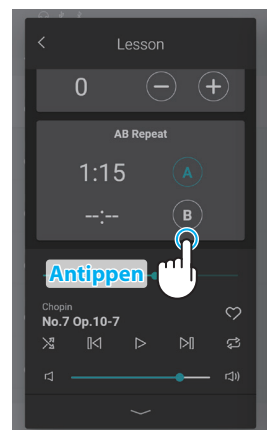 Lesson
0
AB Repeat
1:15 A
--:-- B
Antippen
Chopin
No.7 Op.10-7